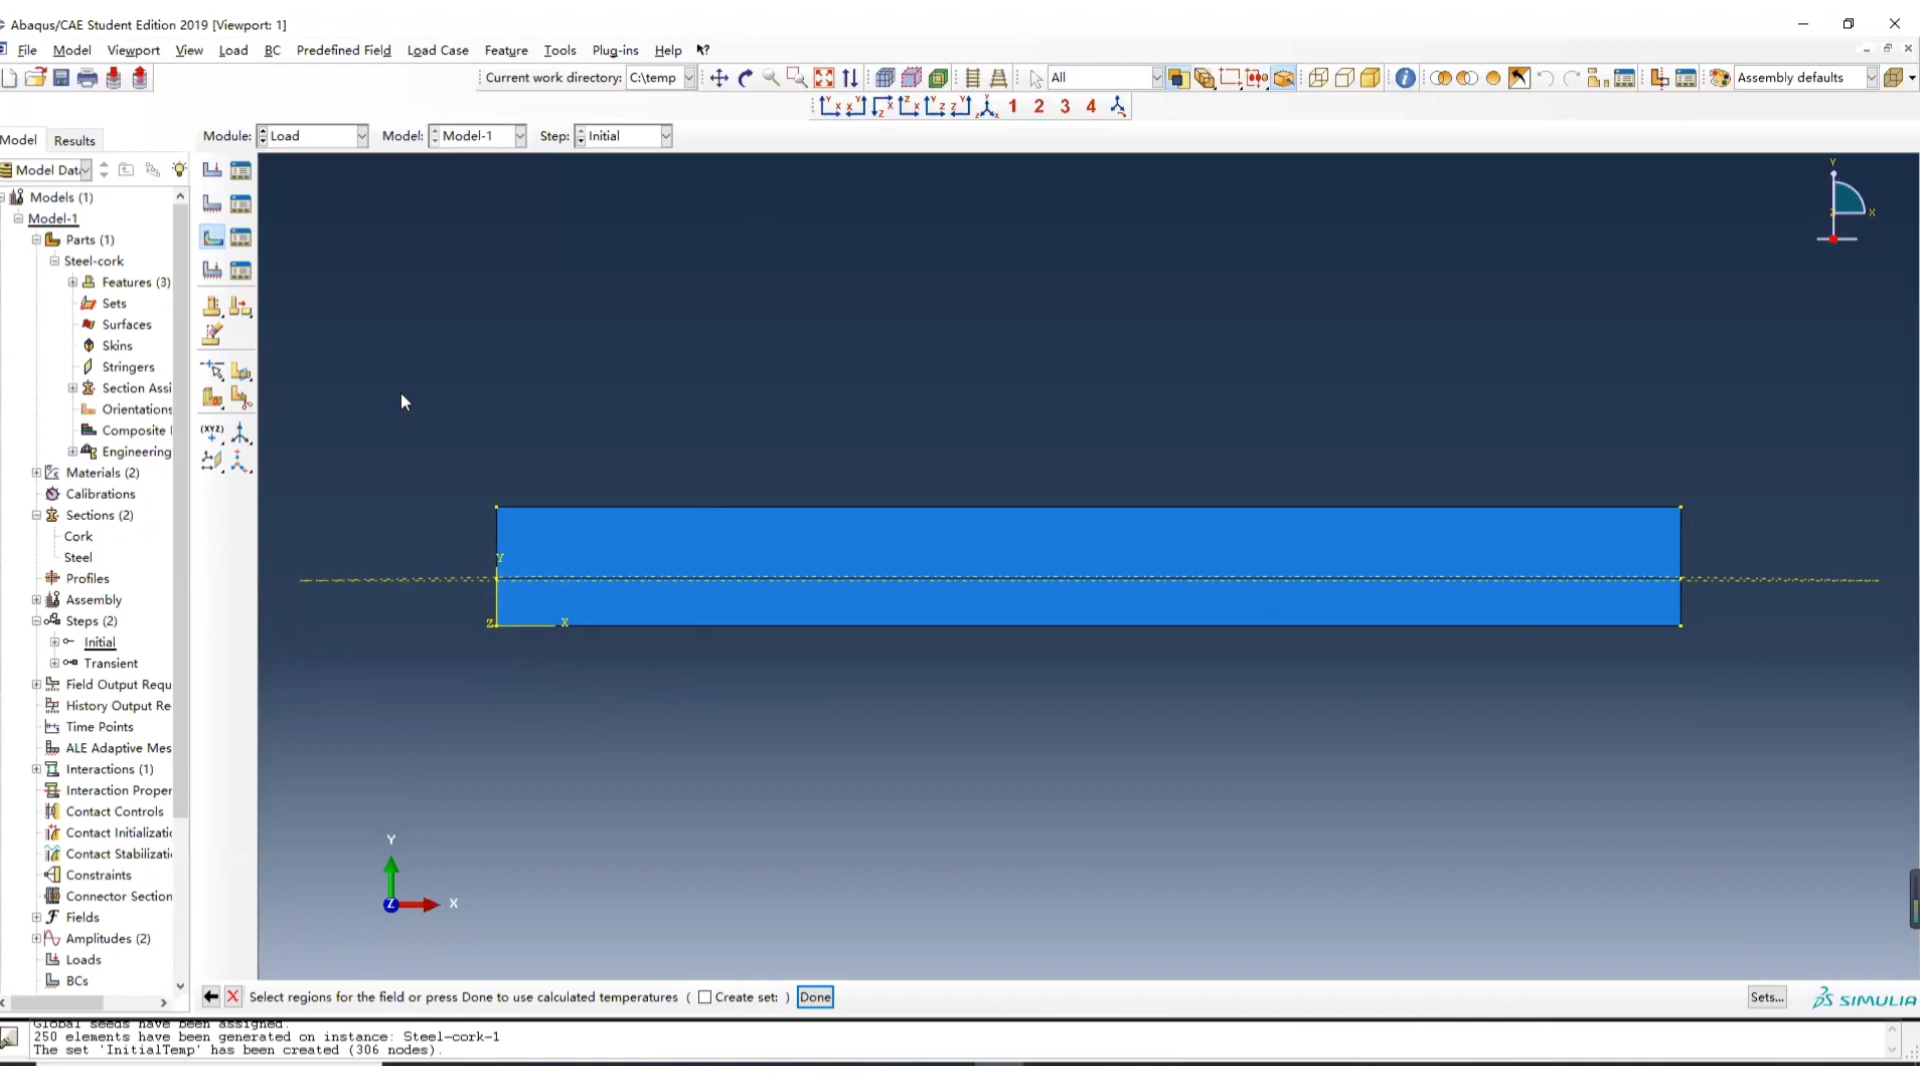 Abaqus/CAE Student Edition 2019 [Viewport: 1]
File Model Viewport View Load BC Predefined Field Load Case Feature Tools Plug-ins Help
Current work directory: C:\temp
All
Assembly defaults
1 2 3 4
Model Results
Module: Load Model: Model-1 Step: Initial
Model Dat
Models (1)
Model-1
Parts (1)
Steel-cork
Features (3)
Sets
Surfaces
Skins
Stringers
Section Assi
Orientations
Composite
Engineering
Materials (2)
Calibrations
Sections (2)
Cork
Steel
Profiles
Assembly
Steps (2)
Initial
Transient
Field Output Requ
History Output Re
Time Points
ALE Adaptive Mes
Interactions (1)
Interaction Proper
Contact Controls
Contact Initializati
Contact Stabilizati
Constraints
Connector Section
Fields
Amplitudes (2)
Loads
BCs
(XYZ)
Y
X
Y
Z X
Y
Z X
Select regions for the field or press Done to use calculated temperatures ( Create set: ) Done
Sets...
SIMULIA
Global seeds have been assigned.
250 elements have been generated on instance: Steel-cork-1
The set 'InitialTemp' has been created (306 nodes).